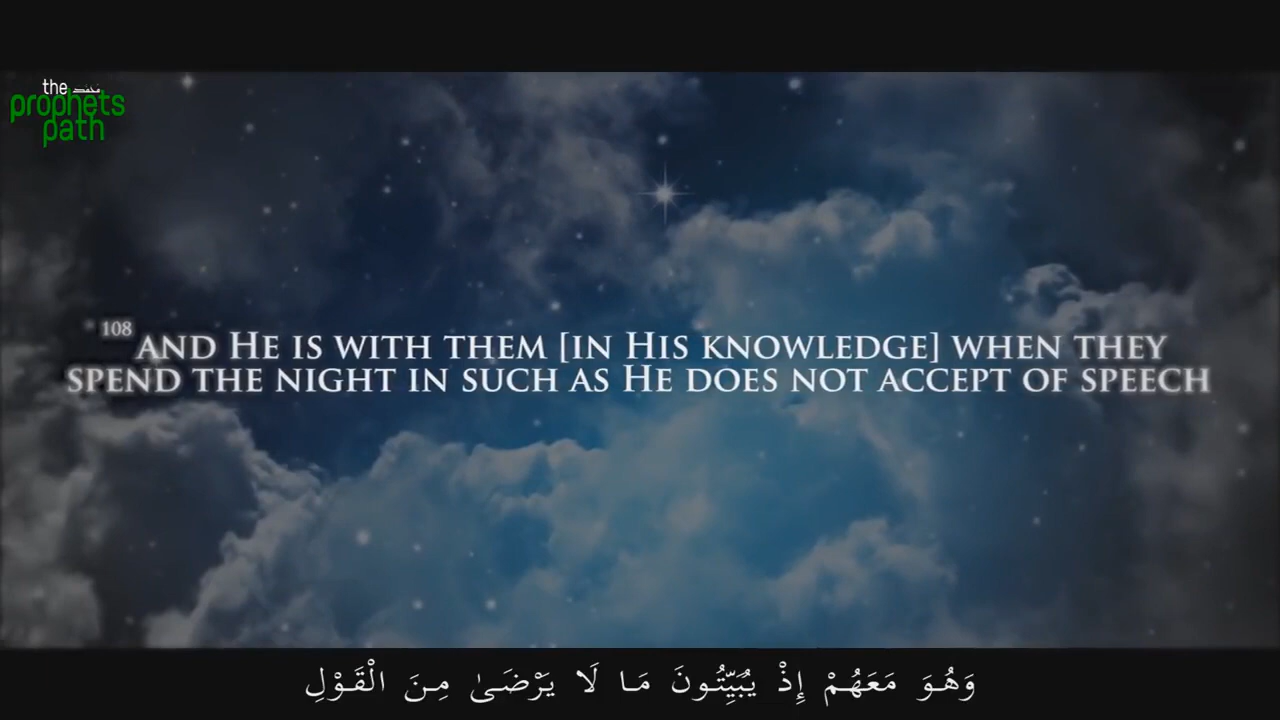 the محمد
prophets
path
108 AND HE IS WITH THEM [IN HIS KNOWLEDGE] WHEN THEY
SPEND THE NIGHT IN SUCH AS HE DOES NOT ACCEPT OF SPEECH
وَهُوَ مَعَهُمْ إِذْ يُبَيِّتُونَ مَا لَا يَرْضَىٰ مِنَ الْقَوْلِ